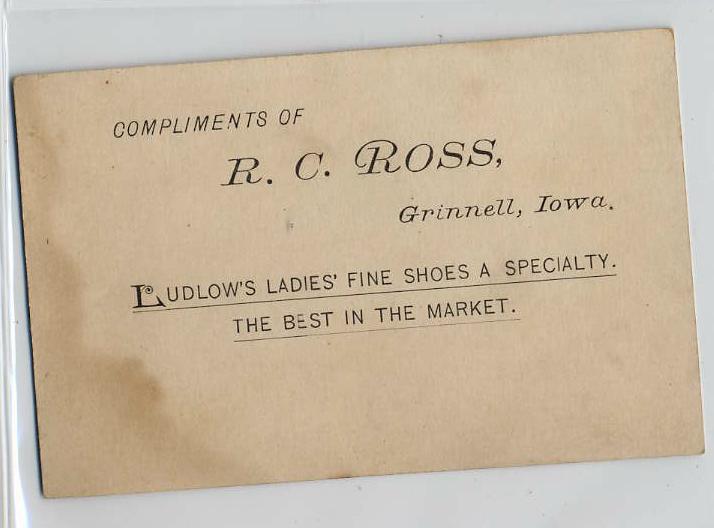 COMPLIMENTS OF
R. C. ROSS,
Grinnell, Iowa.
LUDLOW'S LADIES' FINE SHOES A SPECIALTY.
THE BEST IN THE MARKET.